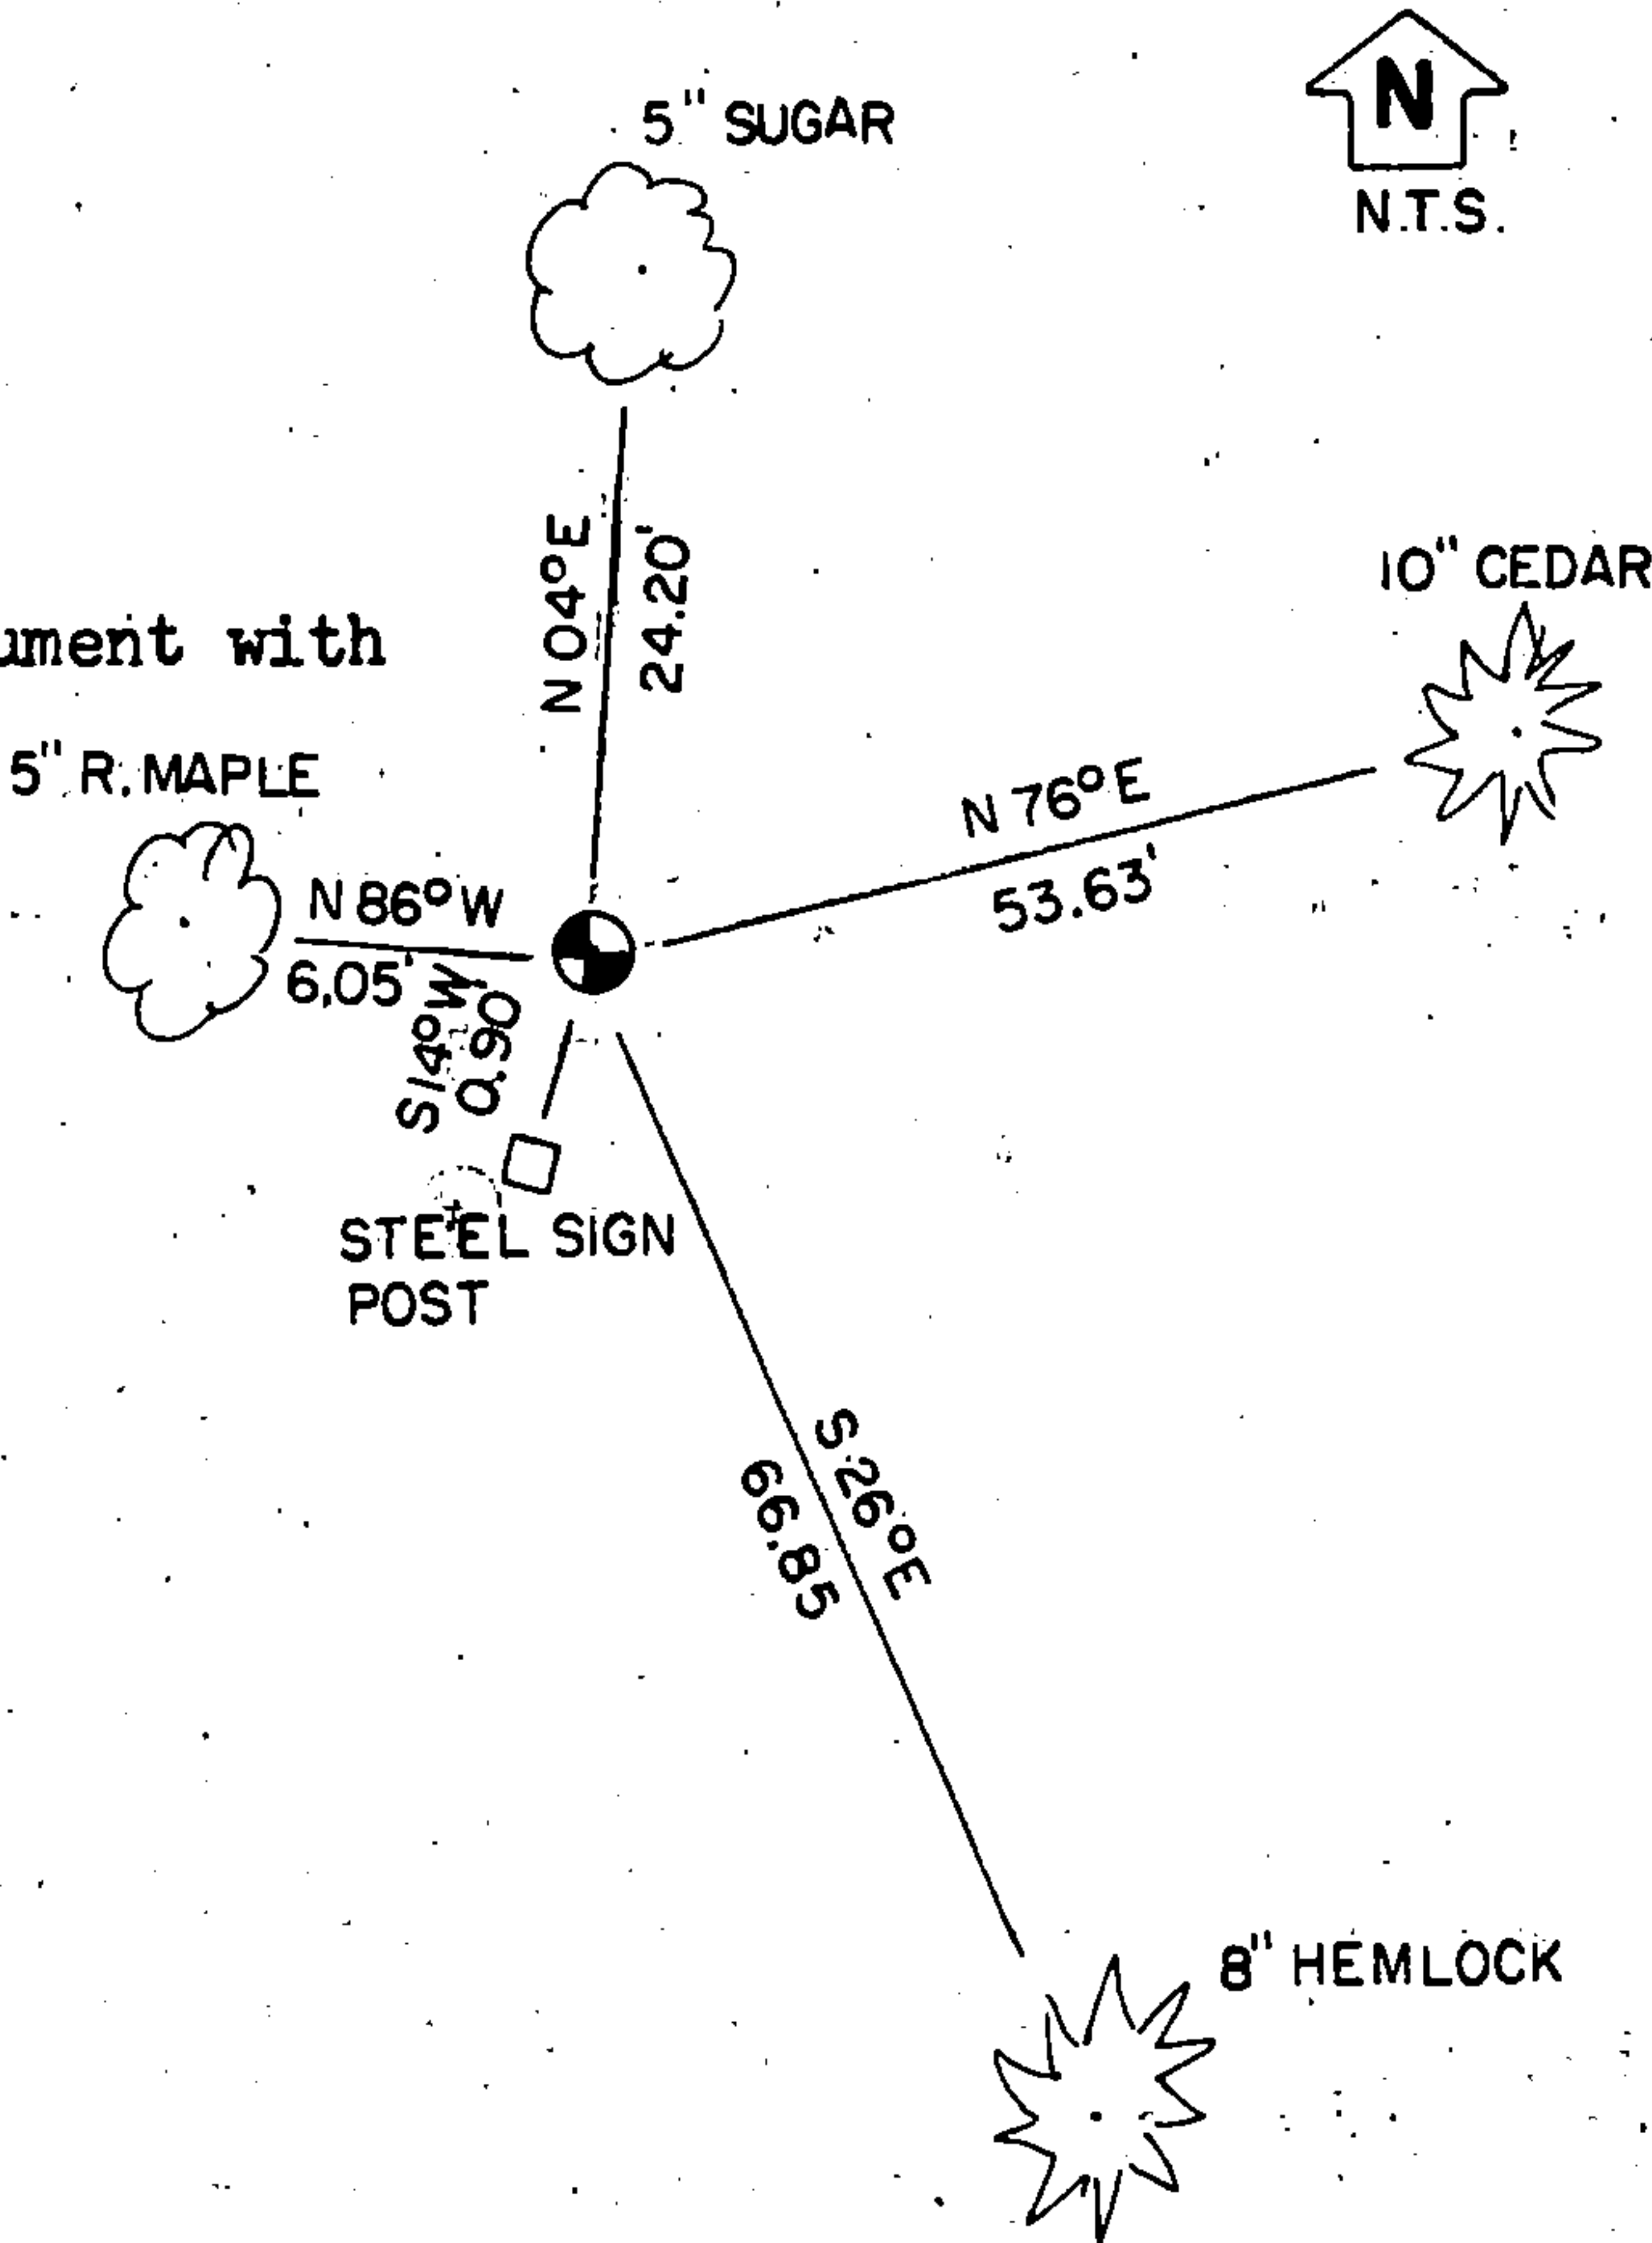 5" SUGAR
N
N.T.S.
N 04°E
24.20'
10" CEDAR
with
5" R. MAPLE
N 76°E
53.63'
N 86° W
6.05'
S 14° W
0.90'
STEEL SIGN
POST
S 26° E
66.85
8" HEMLOCK